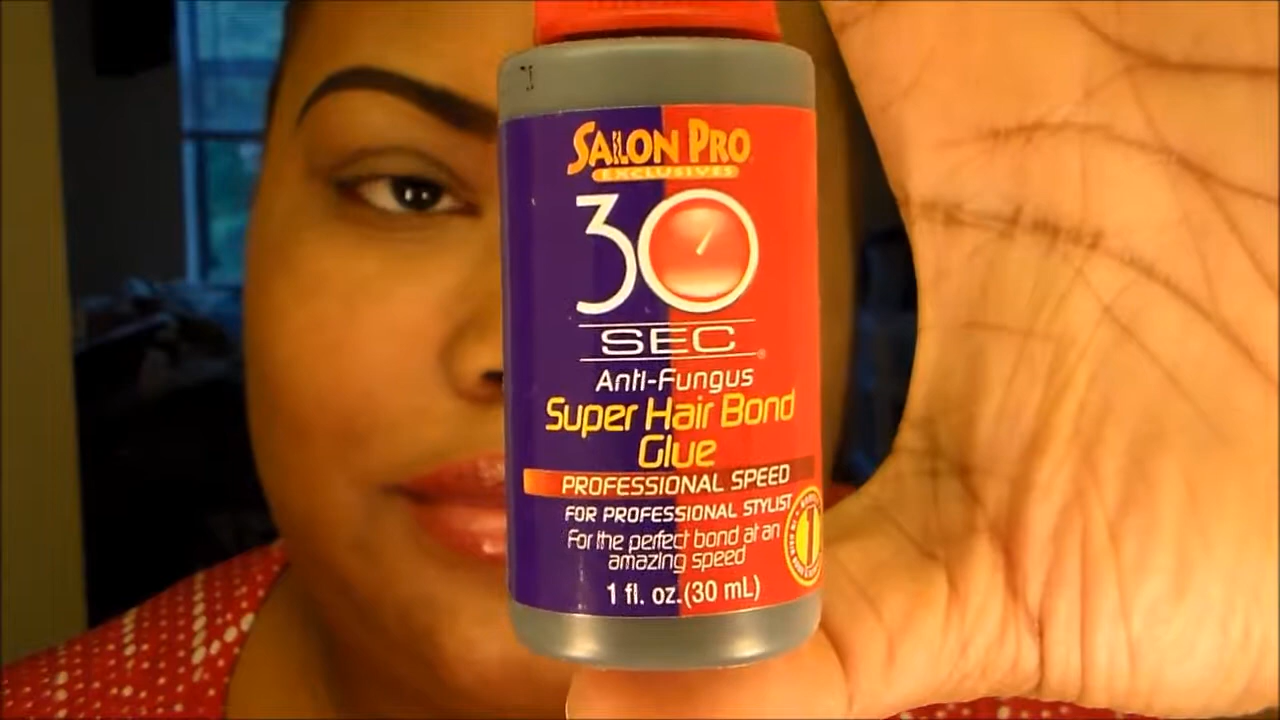 SALON PRO
EXCLUSIVES
30
SEC
Anti-Fungus
Super Hair Bond
Glue
PROFESSIONAL SPEED
FOR PROFESSIONAL STYLIST
For the perfect bond at an
amazing speed
1
1 fl. oz. (30 mL)